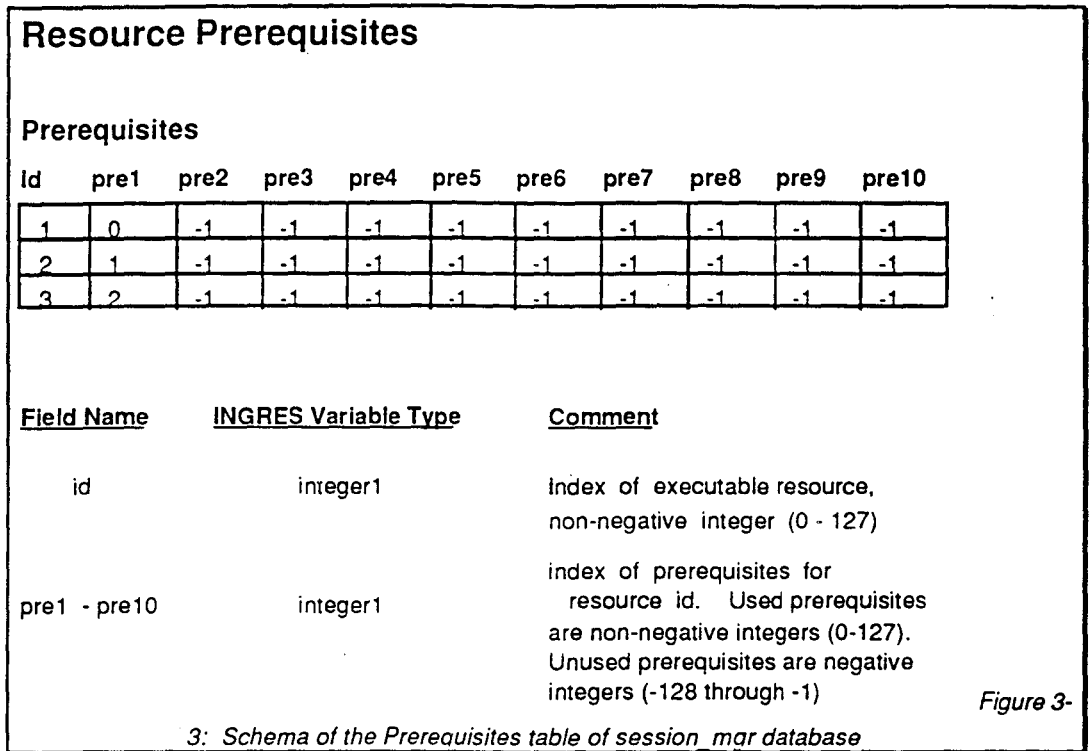 Resource Prerequisites
Prerequisites
id pre1 pre2 pre3 pre4 pre5 pre6 pre7 pre8 pre9 pre10
1 0 -1 -1 -1 -1 -1 -1 -1 -1 -1
2 1 -1 -1 -1 -1 -1 -1 -1 -1 -1
3 2 -1 -1 -1 -1 -1 -1 -1 -1 -1
Field Name INGRES Variable Type Comment
id integer1 Index of executable resource,
non-negative integer (0 - 127)
index of prerequisites for
pre1 - pre10 integer1 resource id. Used prerequisites
are non-negative integers (0-127).
Unused prerequisites are negative
integers (-128 through -1)
Figure 3-
3: Schema of the Prerequisites table of session_mgr database